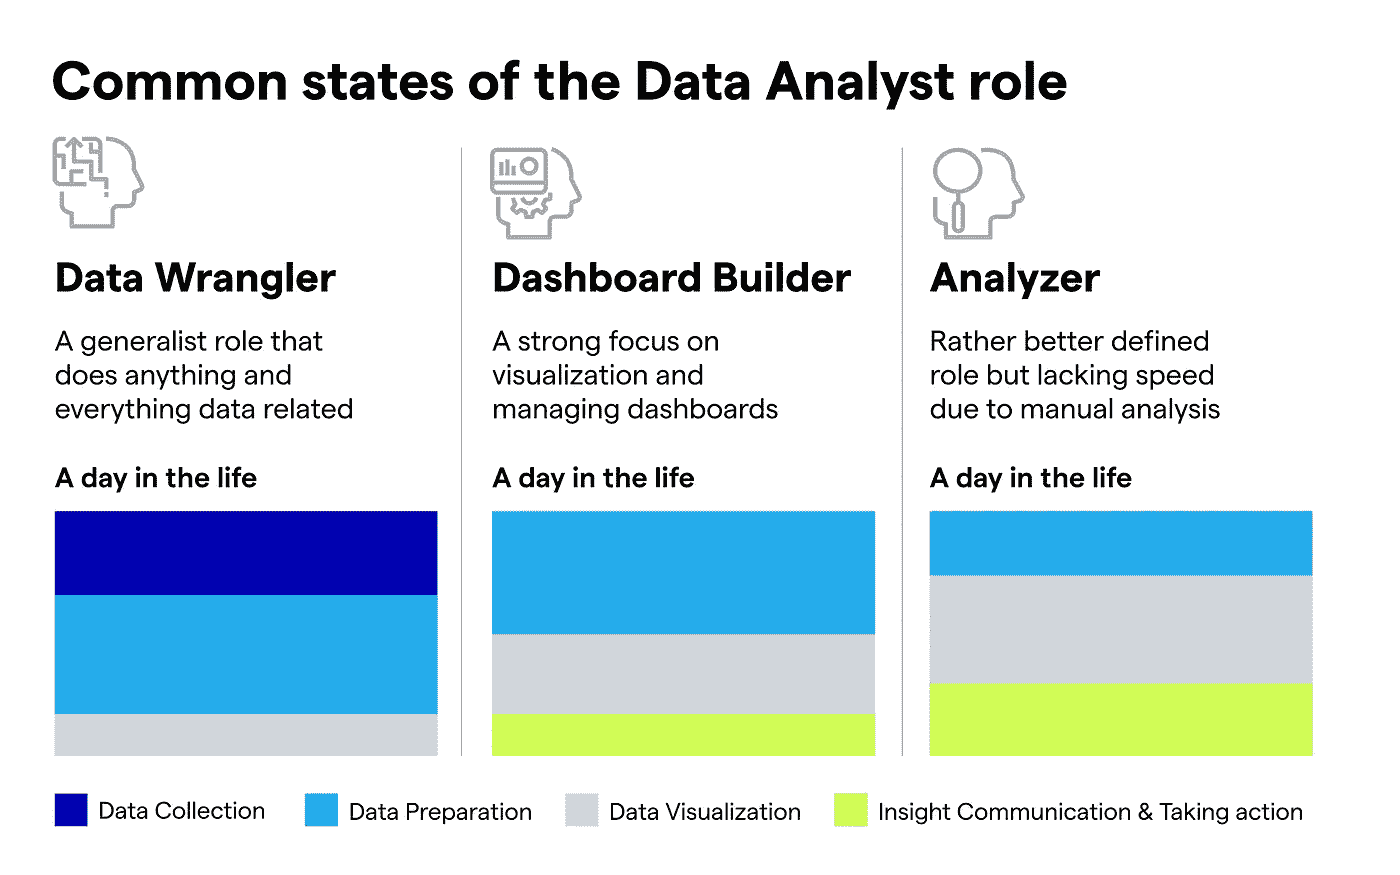 Common states of the Data Analyst role
Data Wrangler
A generalist role that
does anything and
everything data related
A day in the life
Dashboard Builder
A strong focus on
visualization and
managing dashboards
A day in the life
Analyzer
Rather better defined
role but lacking speed
due to manual analysis
A day in the life
Data Collection
Data Preparation
Data Visualization
Insight Communication & Taking action